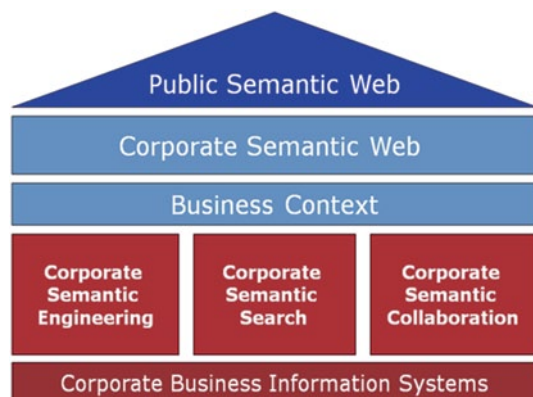 Public Semantic Web
Corporate Semantic Web
Business Context
Corporate
Semantic
Engineering
Corporate
Semantic
Search
Corporate
Semantic
Collaboration
Corporate Business Information Systems